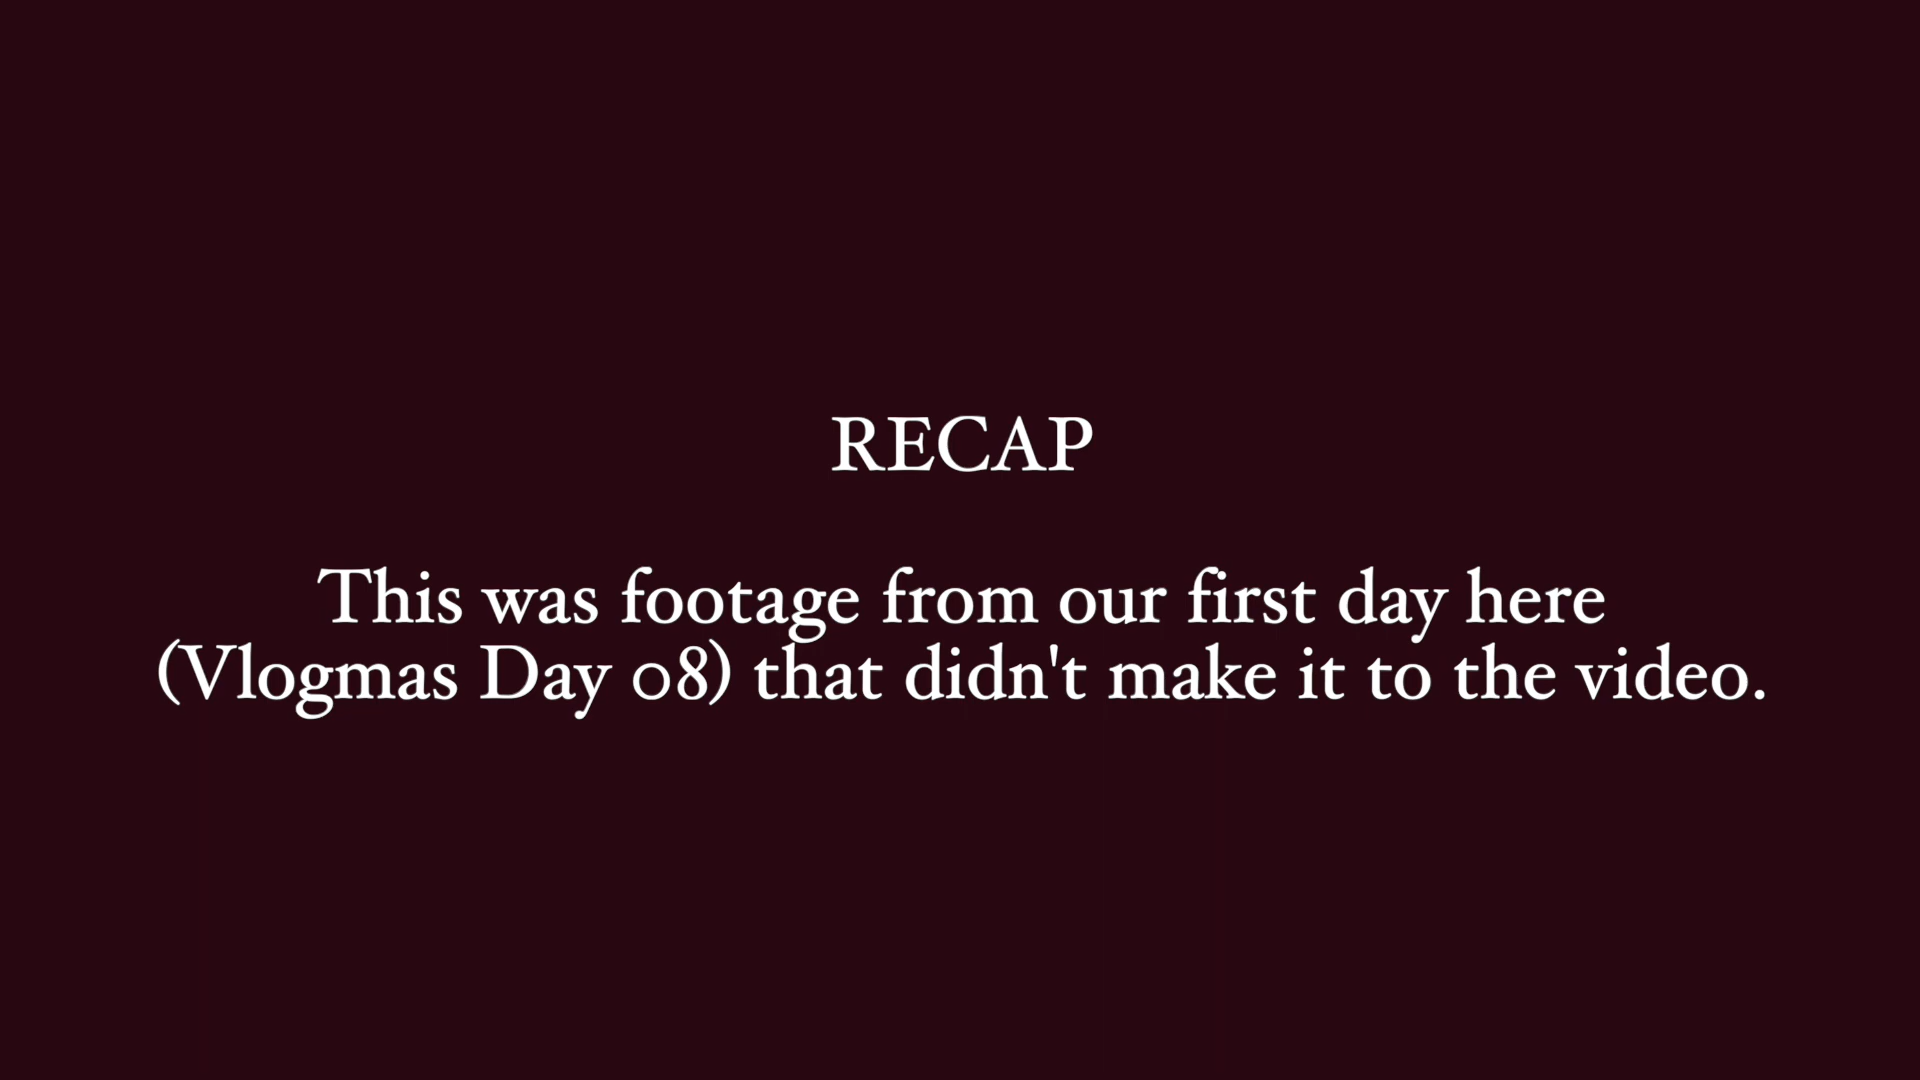 RECAP
This was footage from our first day here
(Vlogmas Day 08) that didn't make it to the video.